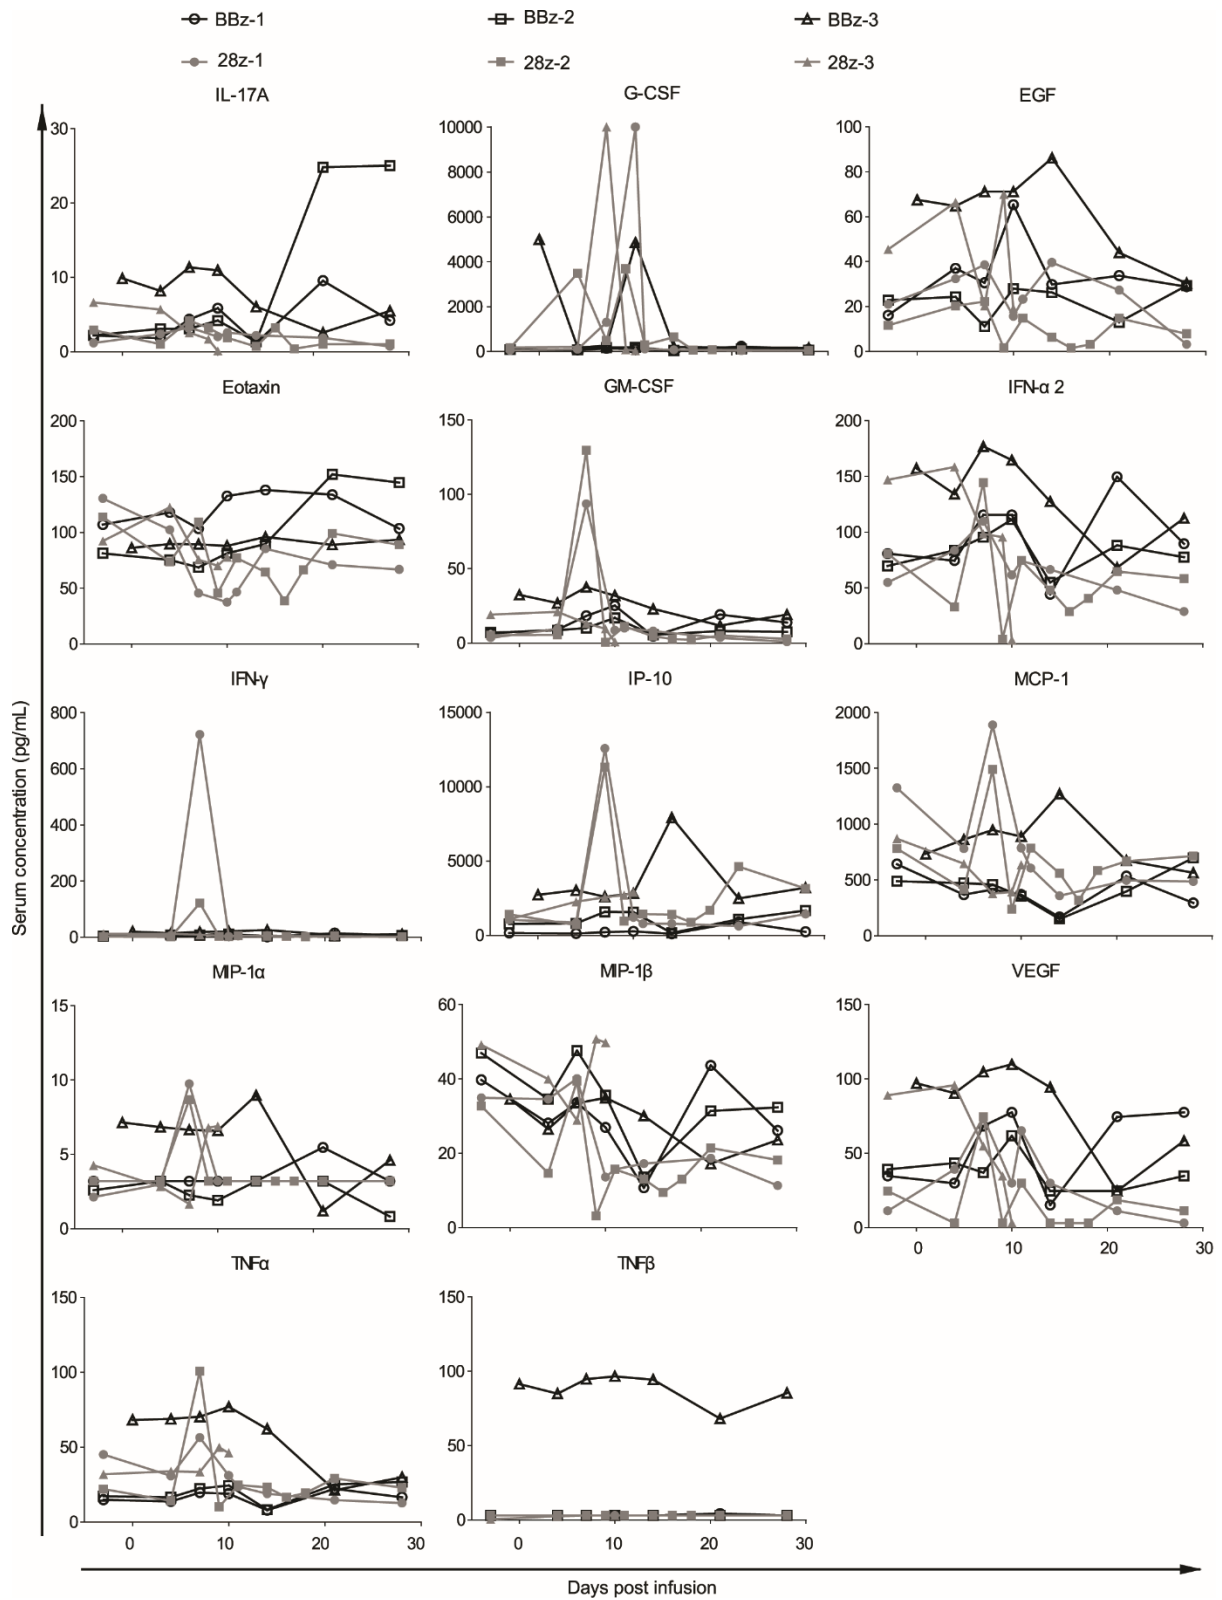 BBz-1 BBz-2 BBz-3
28z-1 28z-2 28z-3
IL-17A G-CSF EGF
30 20 10 0
10000 8000 6000 4000 2000 0
100 80 60 40 20 0
Eotaxin GM-CSF IFN-α 2
200 150 100 50 0
150 100 50 0
200 150 100 50 0
IFN-γ IP-10 MCP-1
800 600 400 200 0
15000 10000 5000 0
2000 1500 1000 500 0
Serum concentration (pg/mL)
MIP-1α MIP-1β VEGF
15 10 5 0
60 40 20 0
150 100 50 0
0 10 20 30
TNFα TNFβ
150 100 50 0
150 100 50 0
0 10 20 30
0 10 20 30
Days post infusion